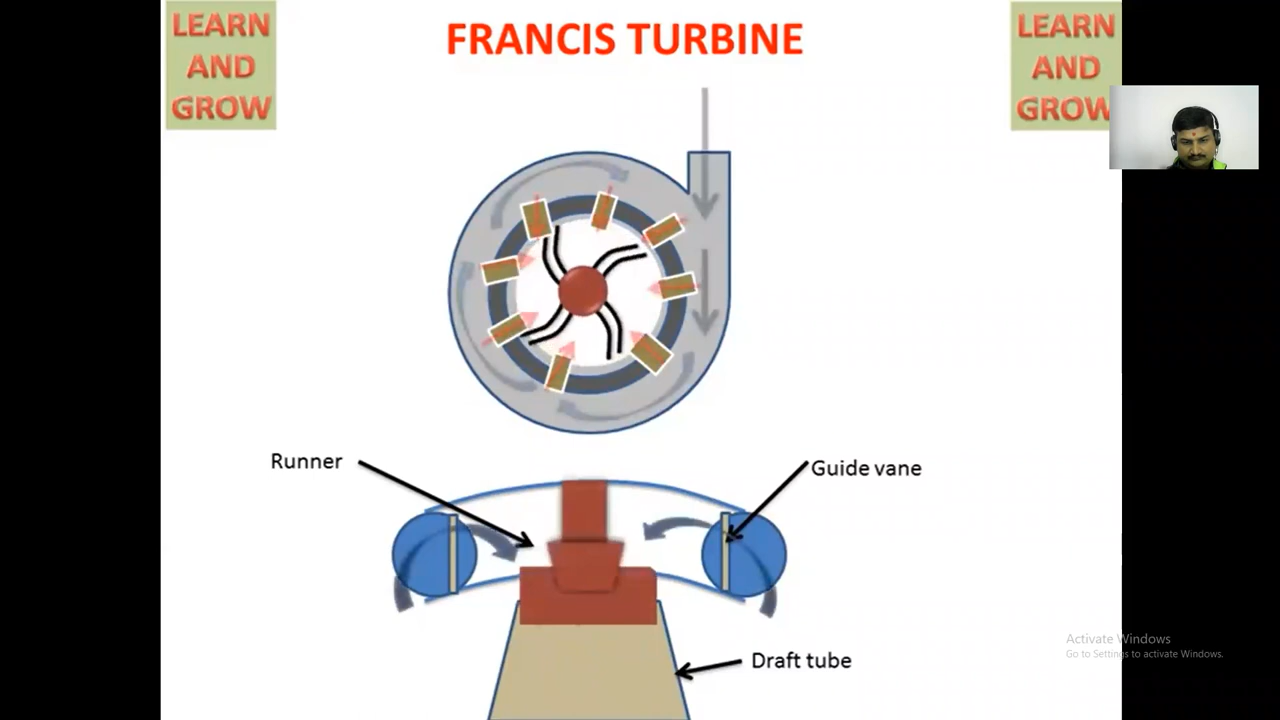 LEARN
AND
GROW
FRANCIS TURBINE
LEARN
AND
GROW
Runner
Guide vane
Draft tube
Activate Windows
Go to Settings to activate Windows.